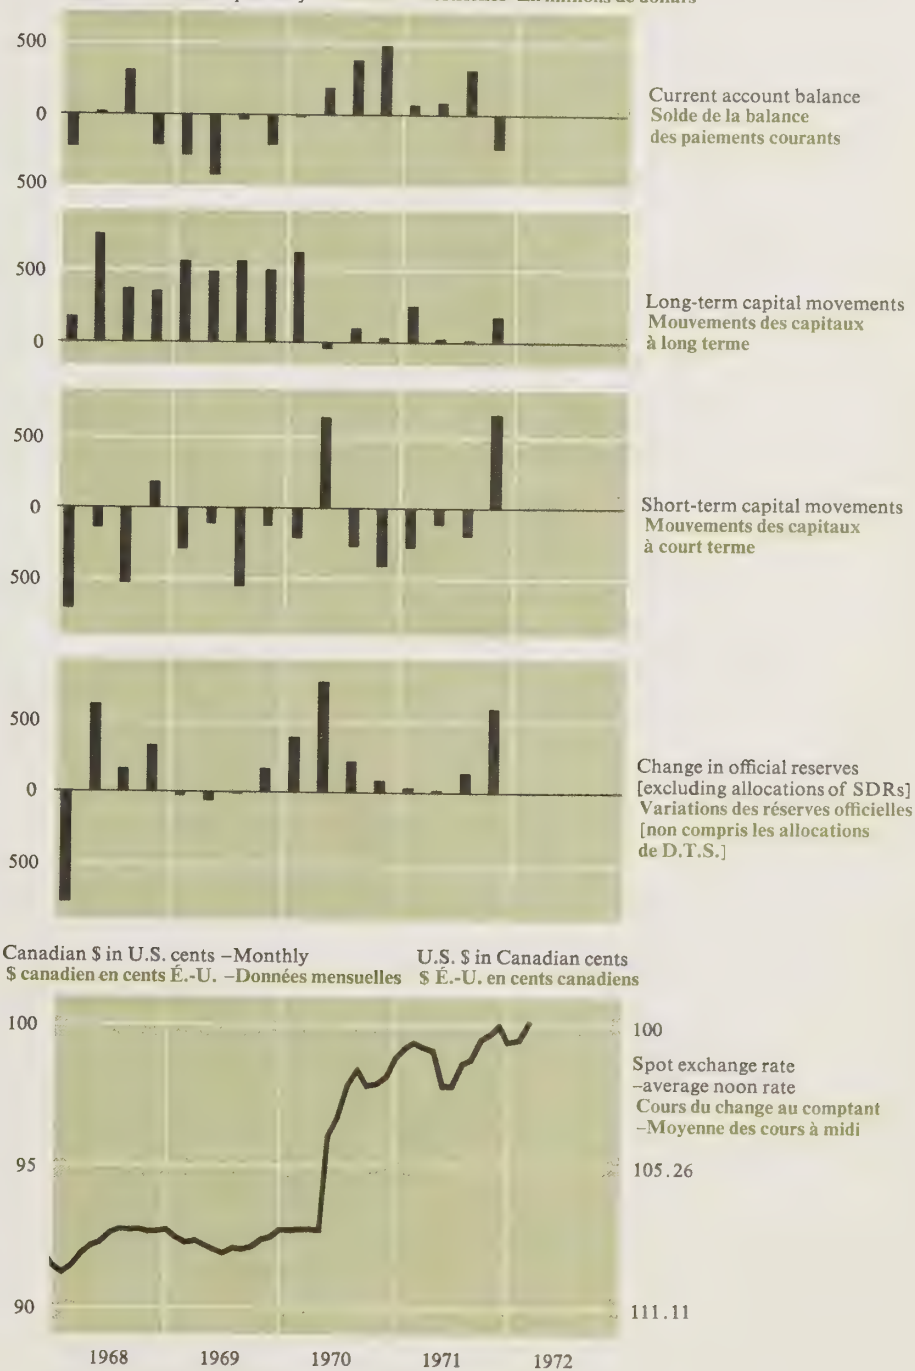 En millions de dollars
500
0
500
Current account balance
Solde de la balance
des paiements courants
500
0
Long-term capital movements
Mouvements des capitaux
à long terme
500
0
500
Short-term capital movements
Mouvements des capitaux
à court terme
500
0
500
Change in official reserves
[excluding allocations of SDRs]
Variations des réserves officielles
[non compris les allocations
de D.T.S.]
Canadian $ in U.S. cents –Monthly
$ canadien en cents É.-U. –Données mensuelles
U.S. $ in Canadian cents
$ É.-U. en cents canadiens
100
95
90
100
105.26
111.11
Spot exchange rate
–average noon rate
Cours du change au comptant
–Moyenne des cours à midi
1968 1969 1970 1971 1972